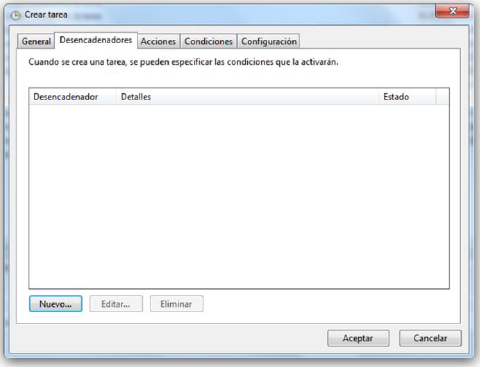 Crear tarea
General Desencadenadores Acciones Condiciones Configuración
Cuando se crea una tarea, se pueden especificar las condiciones que la activarán.
Desencadenador Detalles Estado
Nuevo... Editar... Eliminar
Aceptar Cancelar